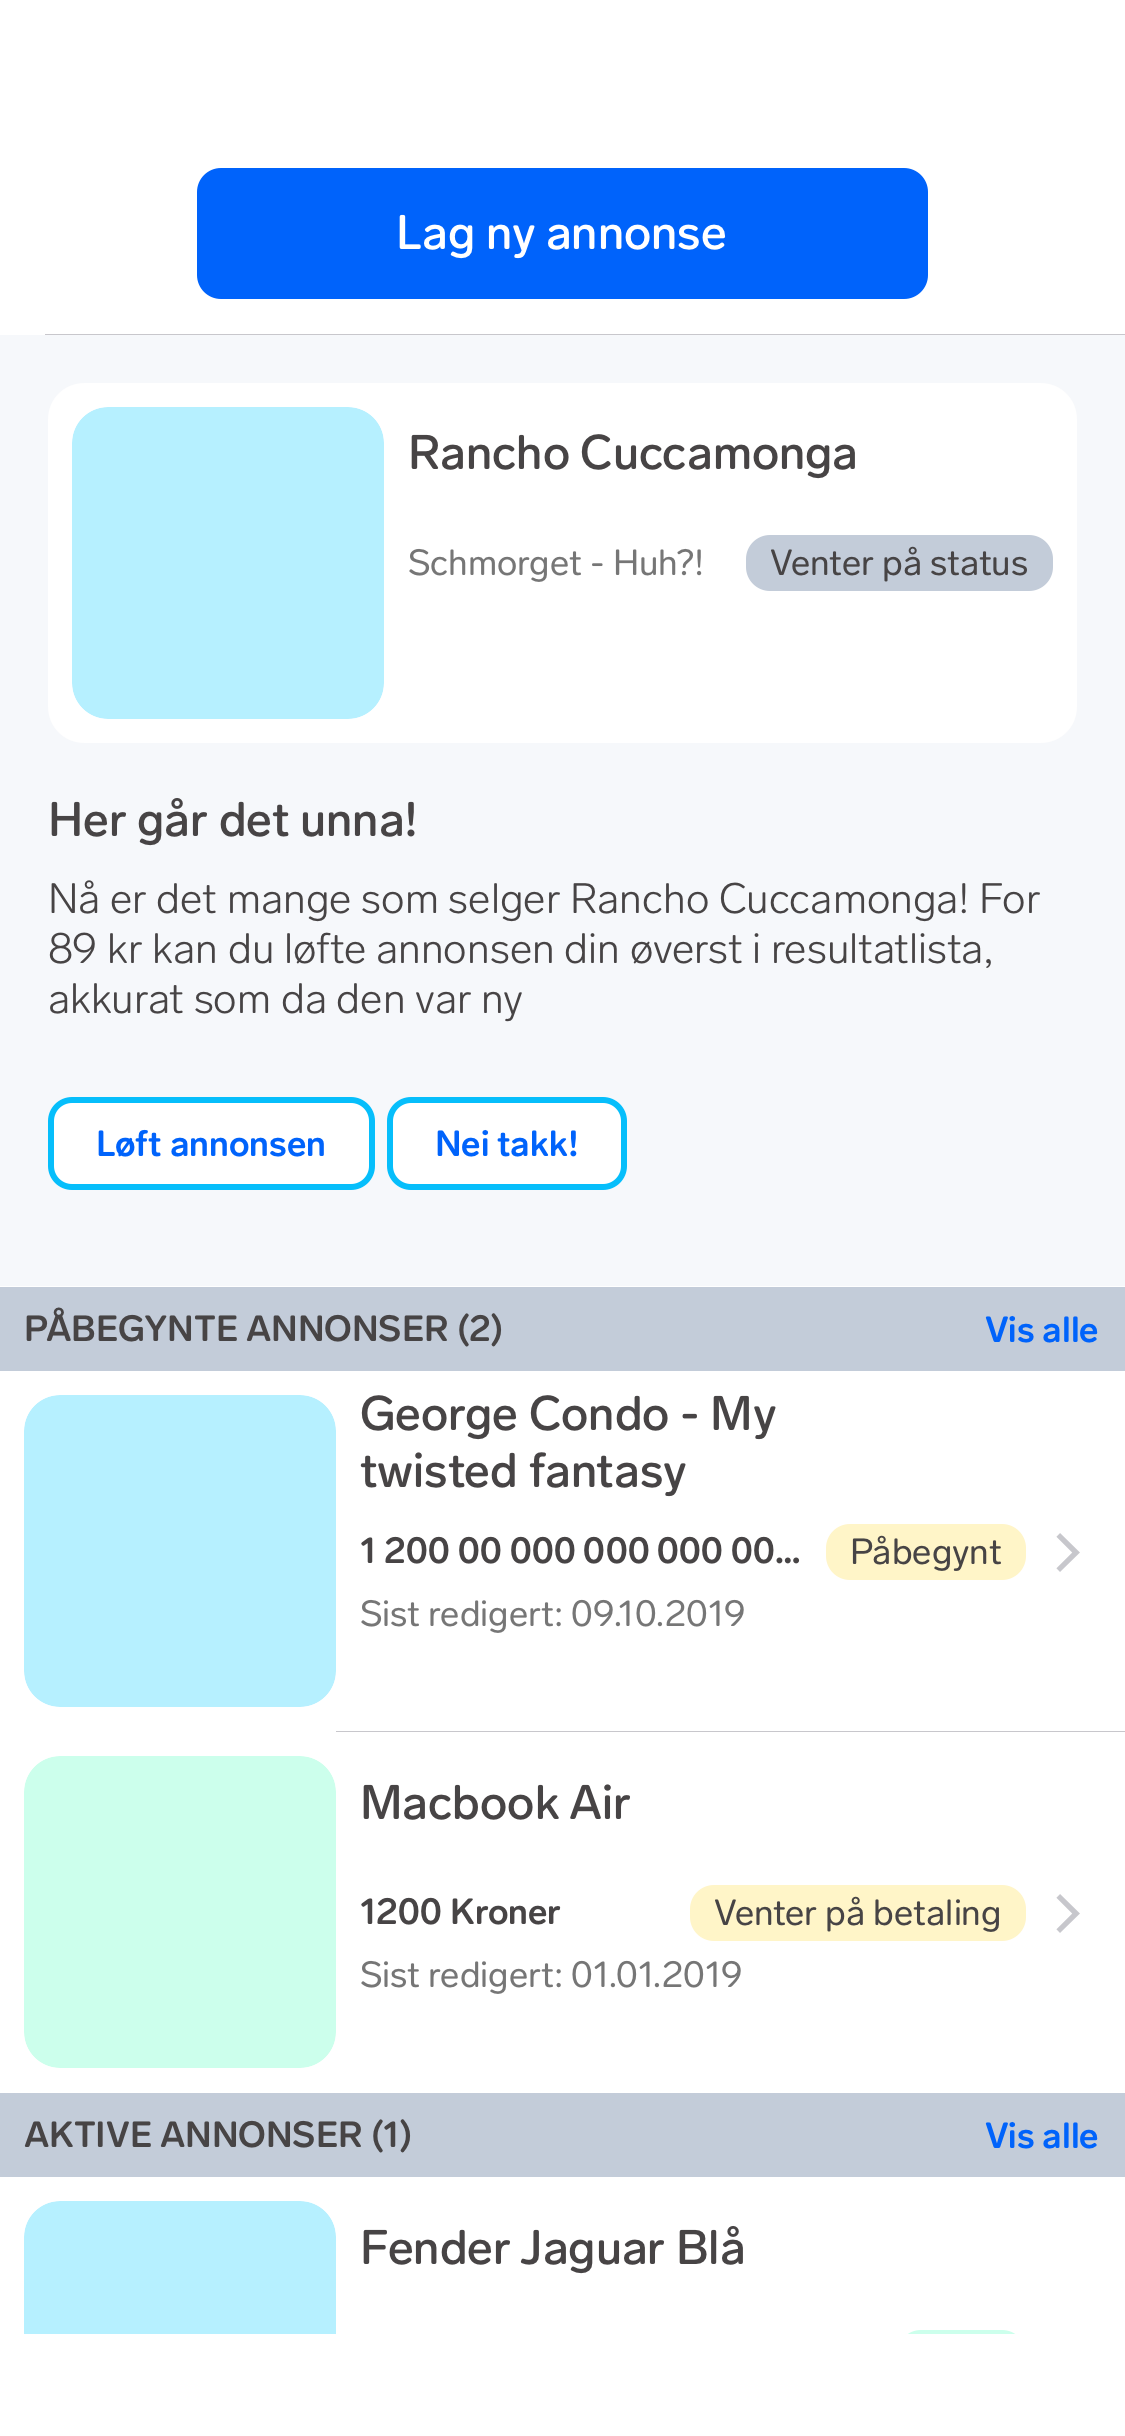 Lag ny annonse
Rancho Cuccamonga
Schmorget - Huh?!
Venter på status
Her går det unna!
Nå er det mange som selger Rancho Cuccamonga! For
89 kr kan du løfte annonsen din øverst i resultatlista,
akkurat som da den var ny
Løft annonsen
Nei takk!
PÅBEGYNTE ANNONSER (2)
Vis alle
George Condo - My
twisted fantasy
1 200 00 000 000 000 00...
Påbegynt
Sist redigert: 09.10.2019
Macbook Air
1200 Kroner
Venter på betaling
Sist redigert: 01.01.2019
AKTIVE ANNONSER (1)
Vis alle
Fender Jaguar Blå